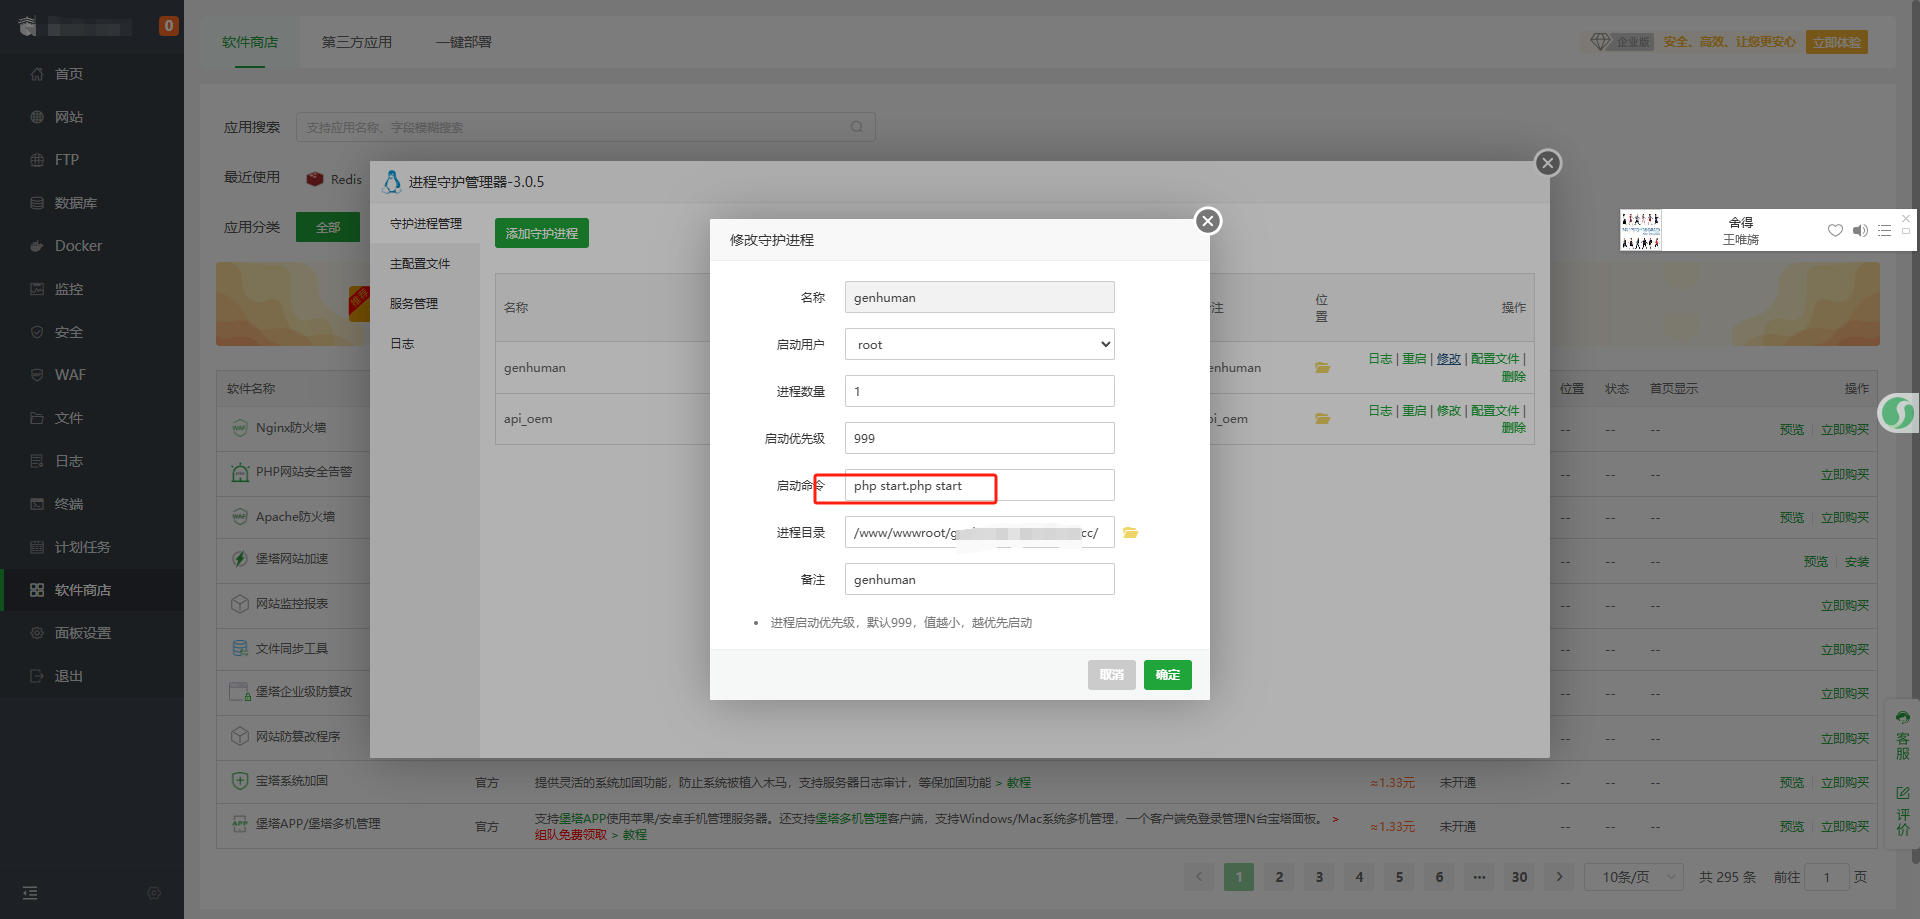 0
首页
网站
FTP
数据库
Docker
监控
安全
WAF
文件
日志
终端
计划任务
软件商店
面板设置
退出
软件商店
第三方应用
一键部署
企业版
安全、高效、让您更安心
立即体验
应用搜索
支持应用名称、字段模糊搜索
最近使用
Redis
应用分类
全部
推荐
进程守护管理器-3.0.5
守护进程管理
主配置文件
服务管理
日志
添加守护进程
名称
注
位置
操作
genhuman
enhuman
日志 | 重启 | 修改 | 配置文件 |
删除
api_oem
pi_oem
日志 | 重启 | 修改 | 配置文件 |
删除
修改守护进程
名称
genhuman
启动用户
root
进程数量
1
启动优先级
999
启动命令
php start.php start
进程目录
/www/wwwroot/g
cc/
备注
genhuman
进程启动优先级，默认999，值越小，越优先启动
取消
确定
舍得
王唯旖
软件名称
位置
状态
首页显示
操作
Nginx防火墙
--
--
--
预览
立即购买
PHP网站安全告警
--
--
--
立即购买
Apache防火墙
--
--
--
预览
立即购买
堡塔网站加速
--
--
--
预览
安装
网站监控报表
--
--
--
立即购买
文件同步工具
--
--
--
预览
立即购买
堡塔企业级防篡改
--
--
--
立即购买
网站防篡改程序
--
--
--
立即购买
宝塔系统加固
官方
提供灵活的系统加固功能，防止系统被植入木马，支持服务器日志审计，等保加固功能 > 教程
≈1.33元
未开通
--
--
--
预览
立即购买
APP
堡塔APP/堡塔多机管理
官方
支持堡塔APP使用苹果/安卓手机管理服务器。还支持堡塔多机管理客户端，支持Windows/Mac系统多机管理，一个客户端免登录管理N台宝塔面板。 >
组队免费领取 > 教程
≈1.33元
未开通
--
--
--
预览
立即购买
客服
评价
1
2
3
4
5
6
···
30
10条/页
共 295 条
前往
1
页